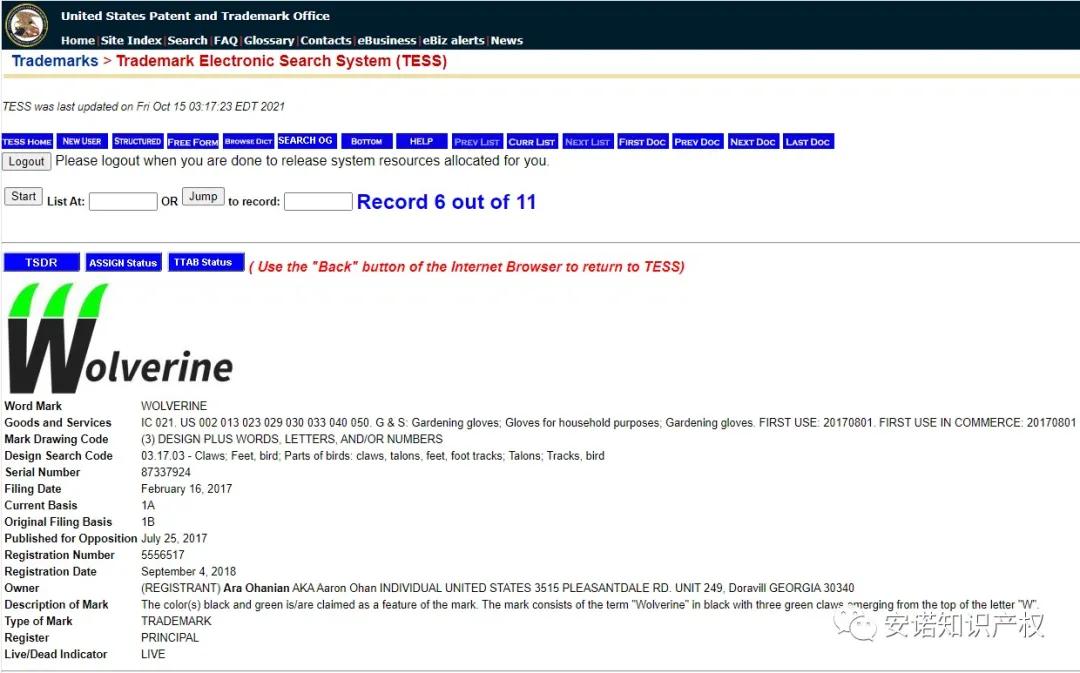 United States Patent and Trademark Office
Home|Site Index|Search|FAQ|Glossary|Contacts|eBusiness|eBiz alerts|News
Trademarks > Trademark Electronic Search System (TESS)
TESS was last updated on Fri Oct 15 03:17:23 EDT 2021
TESS HOME NEW USER STRUCTURED FREE FORM BROWSE DICT SEARCH OG BOTTOM HELP PREV LIST CURR LIST NEXT LIST FIRST DOC PREV DOC NEXT DOC LAST DOC
Logout Please logout when you are done to release system resources allocated for you.
Start List At: OR Jump to record: Record 6 out of 11
TSDR ASSIGN Status TTAB Status ( Use the "Back" button of the Internet Browser to return to TESS)
Wolverine
Word Mark WOLVERINE
Goods and Services IC 021. US 002 013 023 029 030 033 040 050. G & S: Gardening gloves; Gloves for household purposes; Gardening gloves. FIRST USE: 20170801. FIRST USE IN COMMERCE: 20170801
Mark Drawing Code (3) DESIGN PLUS WORDS, LETTERS, AND/OR NUMBERS
Design Search Code 03.17.03 - Claws; Feet, bird; Parts of birds: claws, talons, feet, foot tracks; Talons; Tracks, bird
Serial Number 87337924
Filing Date February 16, 2017
Current Basis 1A
Original Filing Basis 1B
Published for Opposition July 25, 2017
Registration Number 5556517
Registration Date September 4, 2018
Owner (REGISTRANT) Ara Ohanian AKA Aaron Ohan INDIVIDUAL UNITED STATES 3515 PLEASANTDALE RD. UNIT 249, Doravill GEORGIA 30340
Description of Mark The color(s) black and green is/are claimed as a feature of the mark. The mark consists of the term "Wolverine" in black with three green claws emerging from the top of the letter "W".
Type of Mark TRADEMARK
Register PRINCIPAL
Live/Dead Indicator LIVE
安诺知识产权